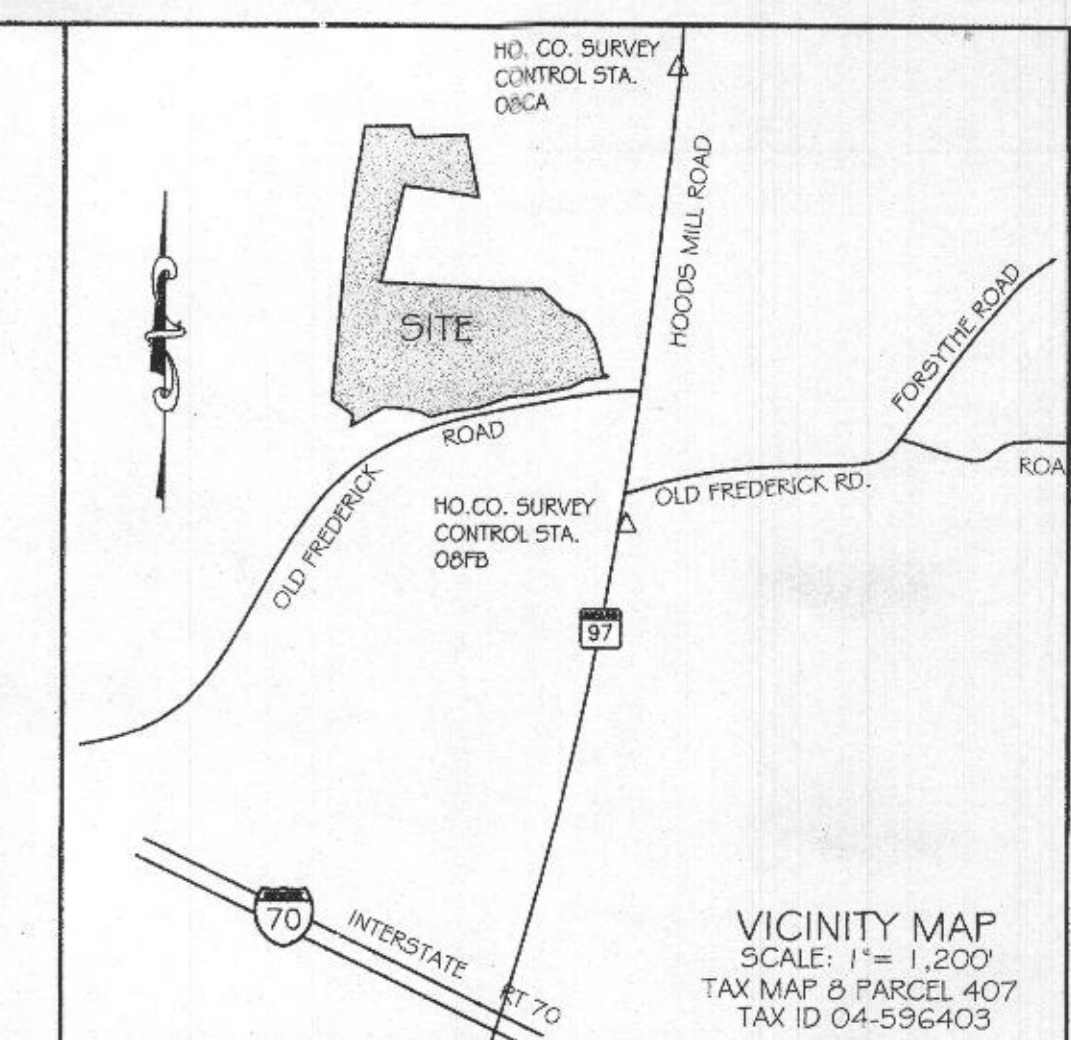 HO. CO. SURVEY
CONTROL STA.
08CA
HOODS MILL ROAD
SITE
FORSYTHE ROAD
ROAD
OLD FREDERICK
OLD FREDERICK RD.
ROA
HO.CO. SURVEY
CONTROL STA.
08FB
97
70
INTERSTATE
RT 70
VICINITY MAP
SCALE: 1"= 1,200'
TAX MAP 8 PARCEL 407
TAX ID 04-596403